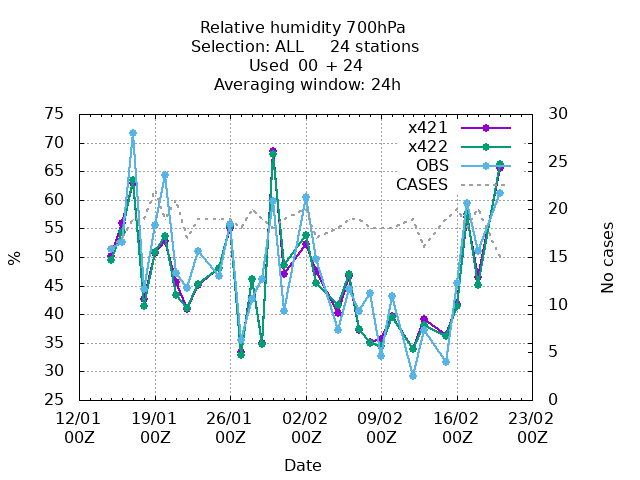 Relative humidity 700hPa
Selection: ALL     24 stations
Used  00  + 24
Averaging window: 24h
75 30
70
65 25
60 20
55
50 15
45
40 10
35
30 5
25 0
x421
x422
OBS
CASES
%
No cases
12/01 19/01 26/01 02/02 09/02 16/02 23/02
00Z 00Z 00Z 00Z 00Z 00Z 00Z
Date